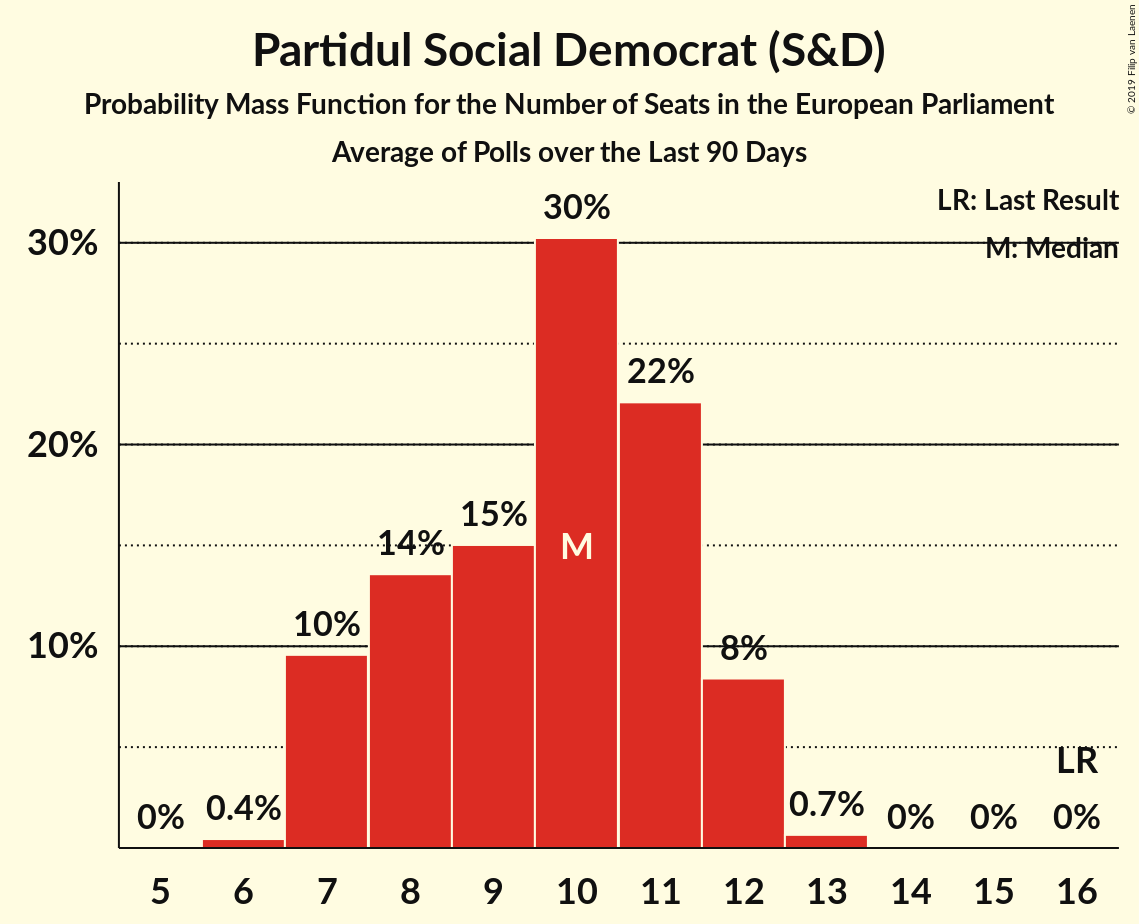 Partidul Social Democrat (S&D)
Probability Mass Function for the Number of Seats in the European Parliament
Average of Polls over the Last 90 Days
© 2019 Filip van Laenen
LR: Last Result
M: Median
30%
20%
10%
0%
0.4%
10%
14%
15%
30%
22%
8%
0.7%
0%
0%
0%
M
LR
5 6 7 8 9 10 11 12 13 14 15 16